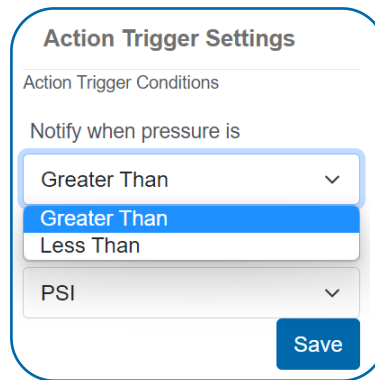 Action Trigger Settings
Action Trigger Conditions
Notify when pressure is
Greater Than
Greater Than
Less Than
PSI
Save